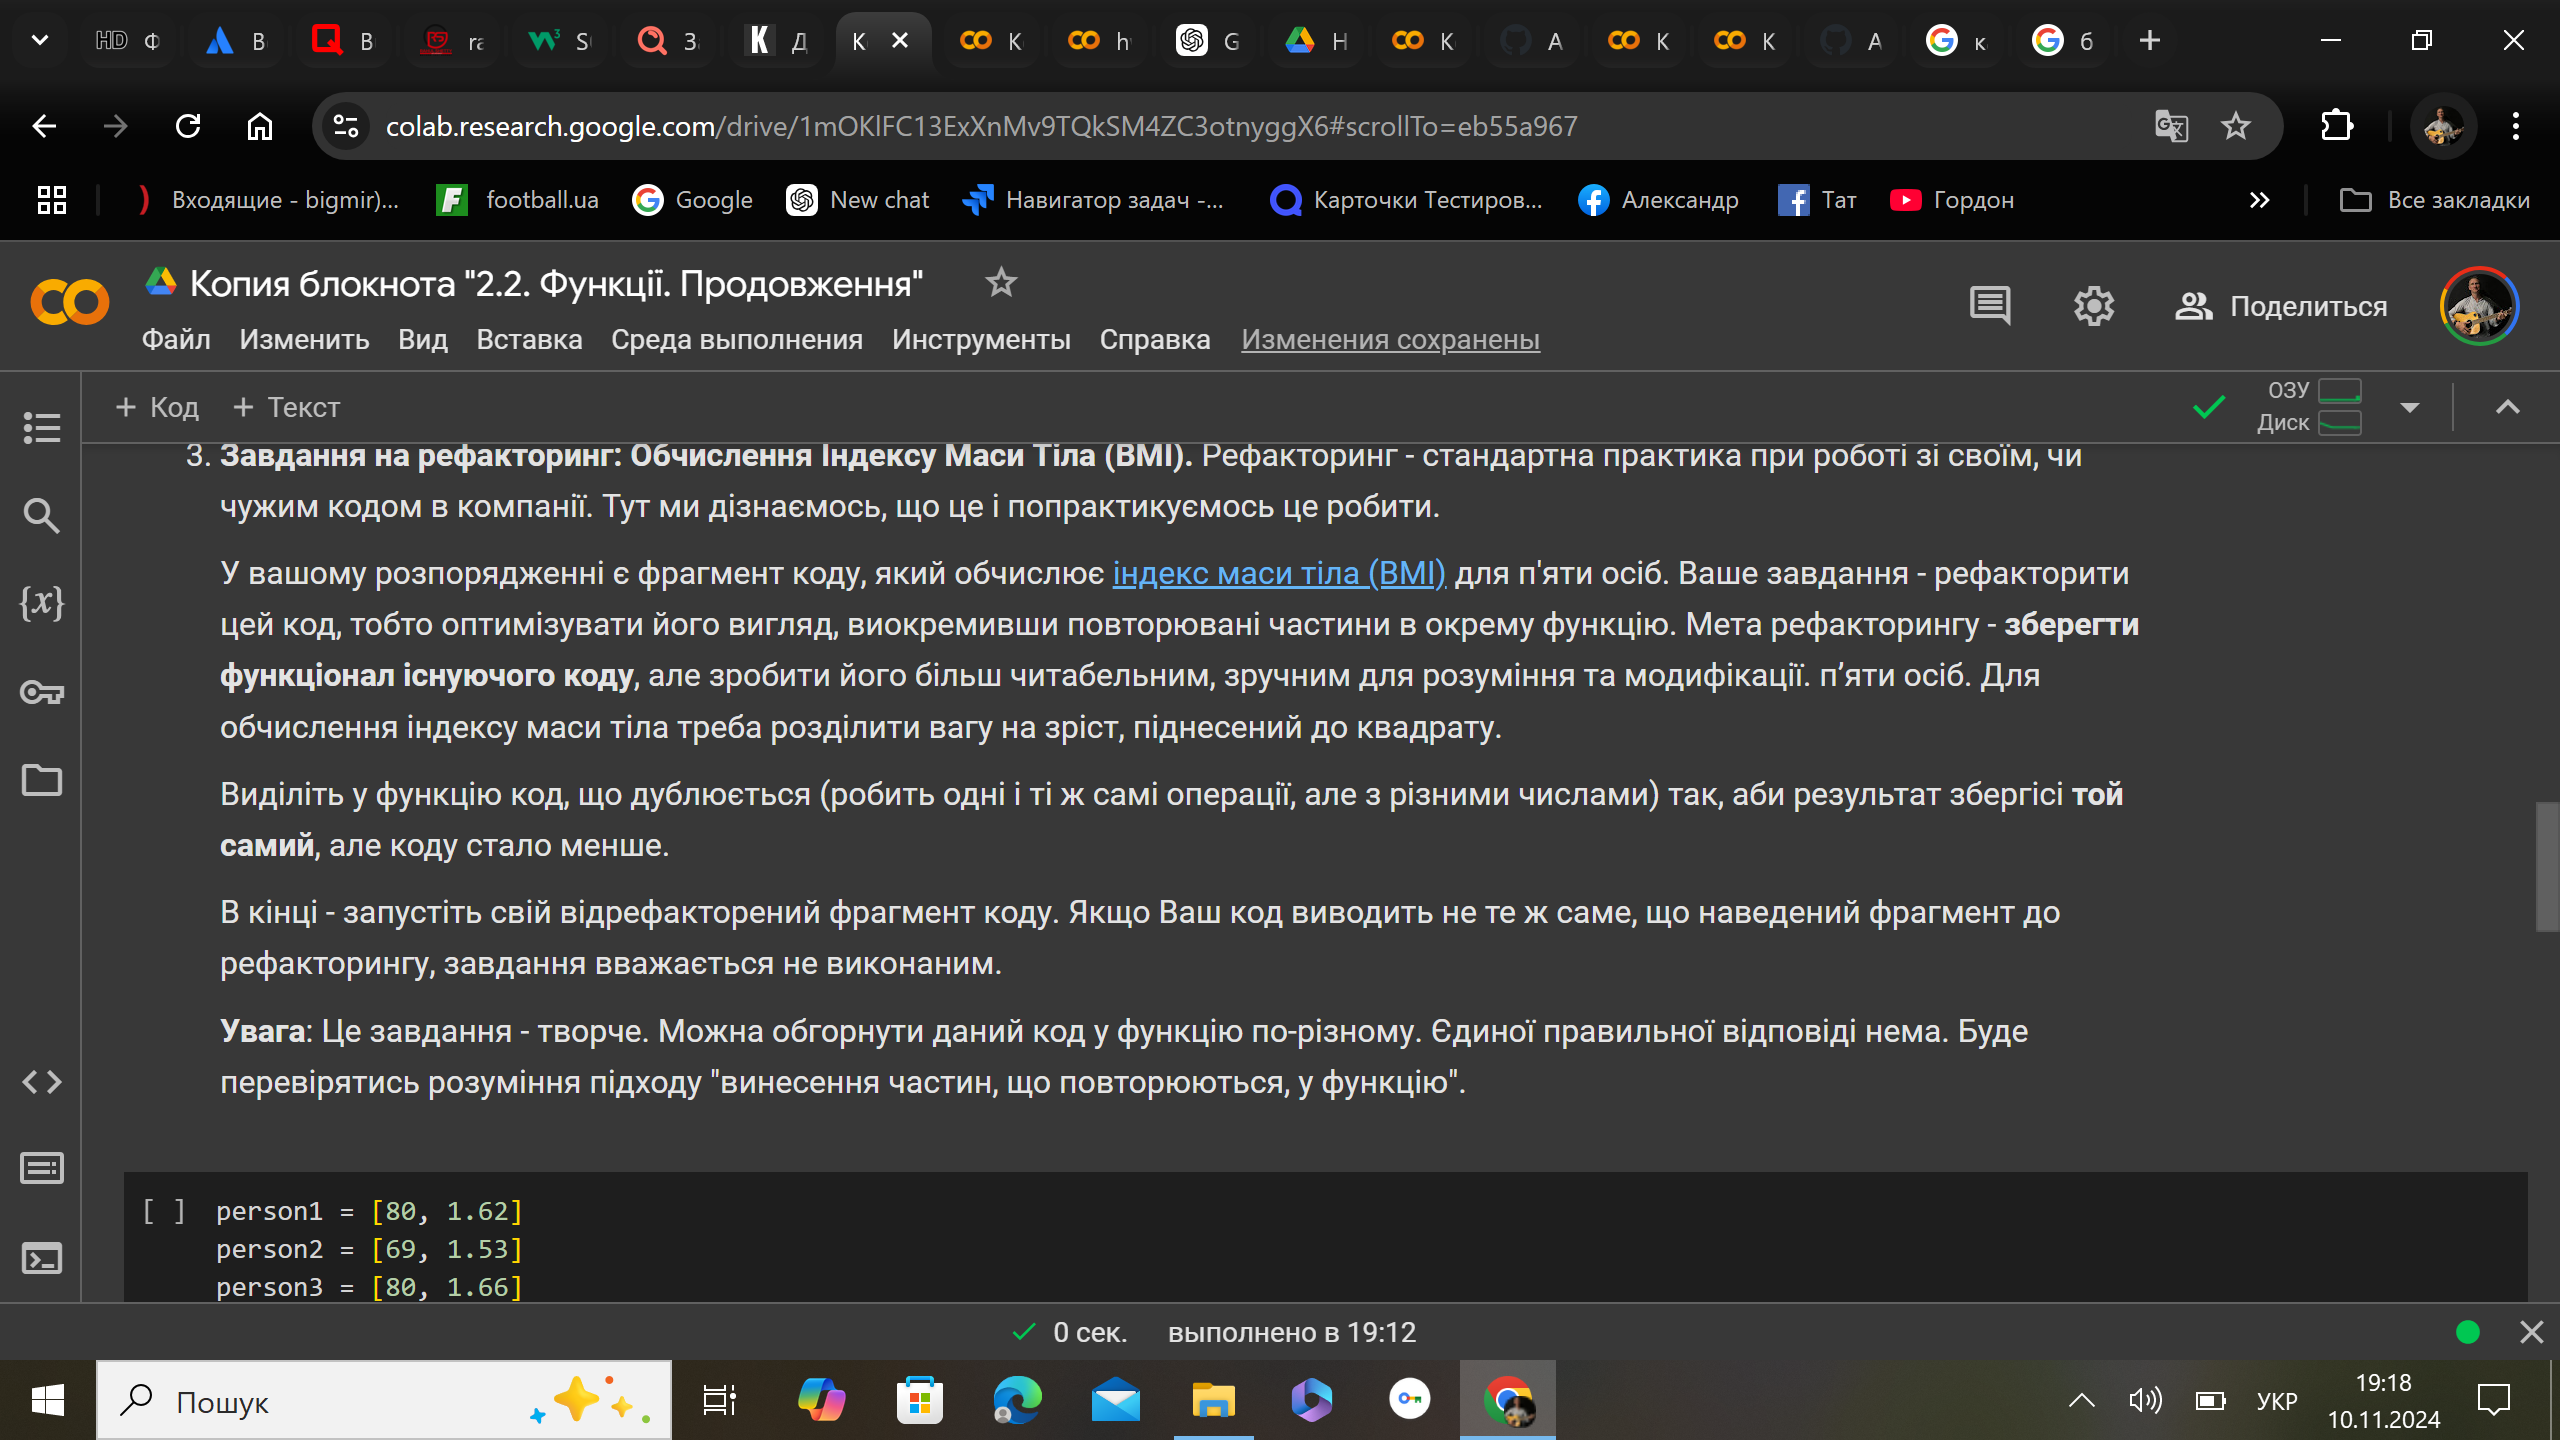 HD Ф
В
В
ra
S
З
Д
К
К
h
G
Н
К
А
К
К
А
к
б
colab.research.google.com/drive/1mOKlFC13ExXnMv9TQkSM4ZC3otnyggX6#scrollTo=eb55a967
Входящие - bigmir)...
football.ua
Google
New chat
Навигатор задач -...
Карточки Тестиров...
Александр
Тат
Гордон
Все закладки
Копия блокнота "2.2. Функції. Продовження"
Файл Изменить Вид Вставка Среда выполнения Инструменты Справка Изменения сохранены
Поделиться
+ Код + Текст
ОЗУ
Диск
3. Завдання на рефакторинг: Обчислення Індексу Маси Тіла (BMI). Рефакторинг - стандартна практика при роботі зі своїм, чи
чужим кодом в компанії. Тут ми дізнаємось, що це і попрактикуємось це робити.
У вашому розпорядженні є фрагмент коду, який обчислює індекс маси тіла (BMI) для п'яти осіб. Ваше завдання - рефакторити
цей код, тобто оптимізувати його вигляд, виокремивши повторювані частини в окрему функцію. Мета рефакторингу - зберегти
функціонал існуючого коду, але зробити його більш читабельним, зручним для розуміння та модифікації. п’яти осіб. Для
обчислення індексу маси тіла треба розділити вагу на зріст, піднесений до квадрату.
Виділіть у функцію код, що дублюється (робить одні і ті ж самі операції, але з різними числами) так, аби результат збергісі той
самий, але коду стало менше.
В кінці - запустіть свій відрефакторений фрагмент коду. Якщо Ваш код виводить не те ж саме, що наведений фрагмент до
рефакторингу, завдання вважається не виконаним.
Увага: Це завдання - творче. Можна обгорнути даний код у функцію по-різному. Єдиної правильної відповіді нема. Буде
перевірятись розуміння підходу "винесення частин, що повторюються, у функцію".
[ ] person1 = [80, 1.62]
person2 = [69, 1.53]
person3 = [80, 1.66]
0 сек. выполнено в 19:12
Пошук
УКР
19:18
10.11.2024